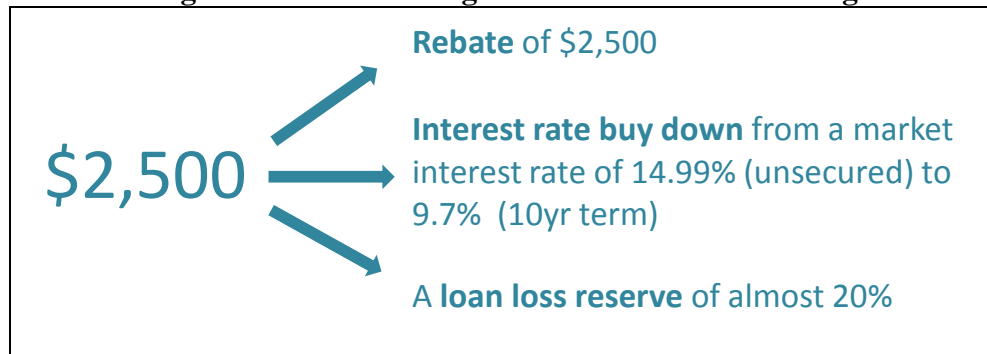 Rebate of $2,500
$2,500
Interest rate buy down from a market
interest rate of 14.99% (unsecured) to
9.7% (10yr term)
A loan loss reserve of almost 20%